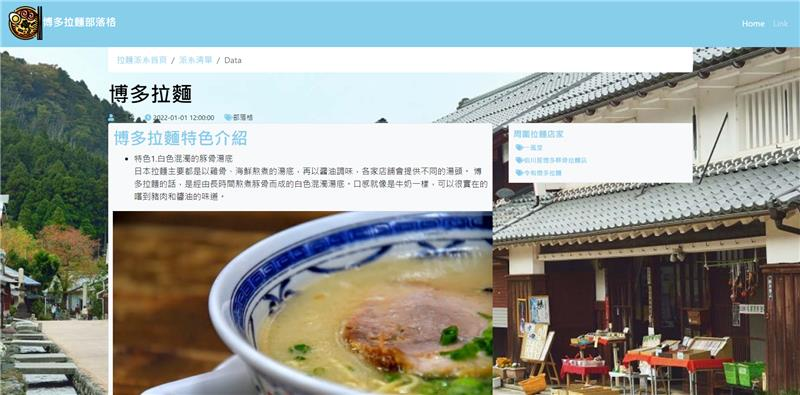 博多拉麵部落格
Home Link
拉麵派系首頁 / 派系清單 / Data
博多拉麵
2022-01-01 12:00:00 部落格
博多拉麵特色介紹
特色1.白色混濁的豚骨湯底
日本拉麵主要都是以雞骨、海鮮熬煮的湯底，再以醬油調味，各家店舖會提供不同的湯頭。 博
多拉麵的話，是經由長時間熬煮豚骨而成的白色混濁湯底。口感就像是牛奶一樣，可以很實在的
嚐到豬肉和醬油的味道。
周圍拉麵店家
一風堂
佰川屋博多鮮骨拉麵店
令和博多拉麵